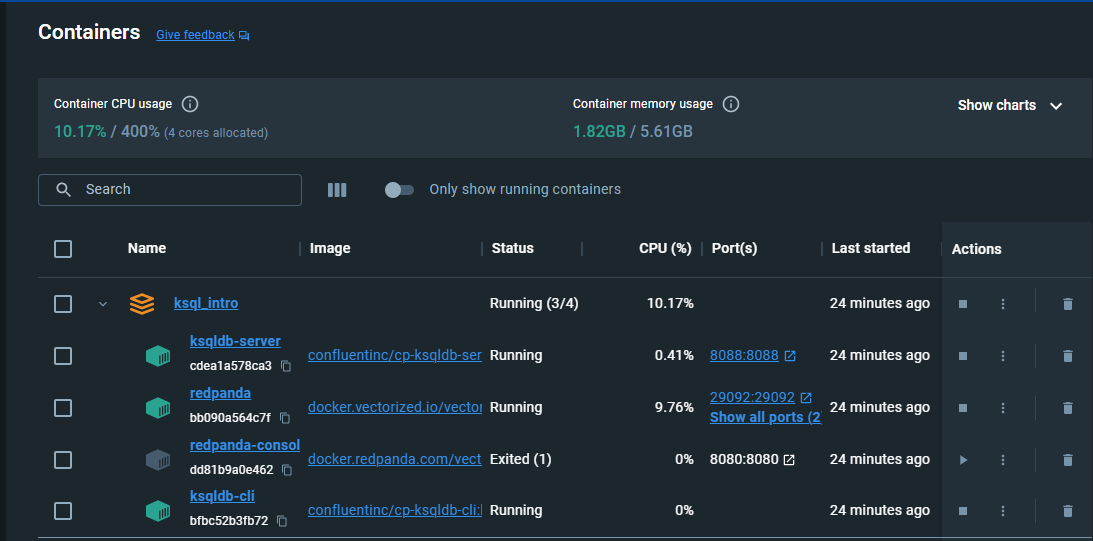 Containers Give feedback
Container CPU usage
10.17% / 400% (4 cores allocated)
Container memory usage
1.82GB / 5.61GB
Show charts
Search
Only show running containers
Name Image Status CPU (%) Port(s) Last started Actions
ksql_intro Running (3/4) 10.17% 24 minutes ago
ksqldb-server
cdea1a578ca3
confluentinc/cp-ksqldb-ser Running 0.41% 8088:8088 24 minutes ago
redpanda
bb090a564c7f
docker.vectorized.io/vector Running 9.76% 29092:29092 24 minutes ago
Show all ports (2
redpanda-consol
dd81b9a0e462
docker.redpanda.com/vect Exited (1) 0% 8080:8080 24 minutes ago
ksqldb-cli
bfbc52b3fb72
confluentinc/cp-ksqldb-cli: Running 0% 24 minutes ago